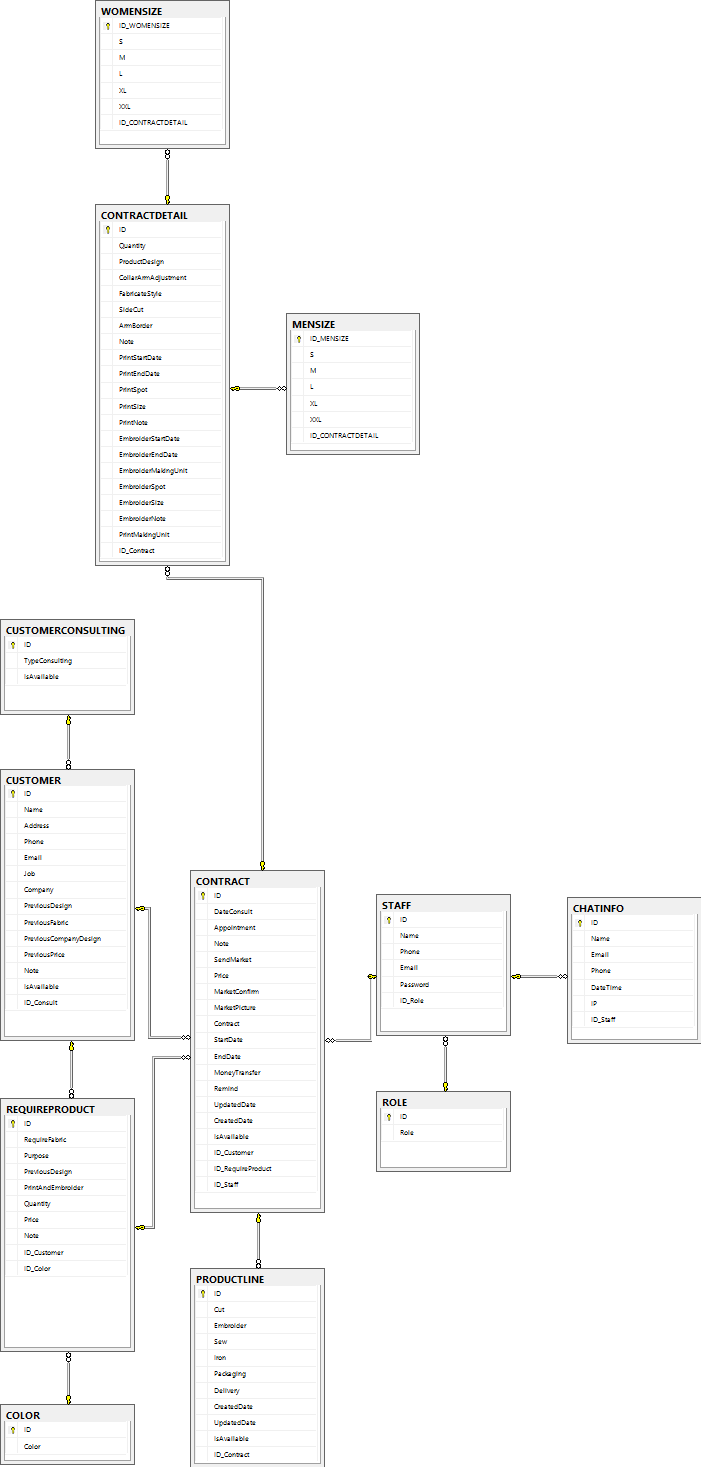 WOMENSIZE
ID_WOMENSIZE
S
M
L
XL
XXL
ID_CONTRACTDETAIL
CONTRACTDETAIL
ID
Quantity
ProductDesign
CollarArmAdjustment
FabricateStyle
SideCut
ArmBorder
Note
PrintStartDate
PrintEndDate
PrintSpot
PrintSize
PrintNote
EmbroiderStartDate
EmbroiderEndDate
EmbroiderMakingUnit
EmbroiderSpot
EmbroiderSize
EmbroiderNote
PrintMakingUnit
ID_Contract
MENSIZE
ID_MENSIZE
S
M
L
XL
XXL
ID_CONTRACTDETAIL
CUSTOMERCONSULTING
ID
TypeConsulting
IsAvailable
CUSTOMER
ID
Name
Address
Phone
Email
Job
Company
PreviousDesign
PreviousFabric
PreviousCompanyDesign
PreviousPrice
Note
IsAvailable
ID_Consult
CONTRACT
ID
DateConsult
Appointment
Note
SendMarket
Price
MarketConfirm
MarketPicture
Contract
StartDate
EndDate
MoneyTransfer
Remind
UpdatedDate
CreatedDate
IsAvailable
ID_Customer
ID_RequireProduct
ID_Staff
STAFF
ID
Name
Phone
Email
Password
ID_Role
CHATINFO
ID
Name
Email
Phone
DateTime
IP
ID_Staff
ROLE
ID
Role
REQUIREPRODUCT
ID
RequireFabric
Purpose
PreviousDesign
PrintAndEmbroider
Quantity
Price
Note
ID_Customer
ID_Color
PRODUCTLINE
ID
Cut
Embroider
Sew
Iron
Packaging
Delivery
CreatedDate
UpdatedDate
IsAvailable
ID_Contract
COLOR
ID
Color